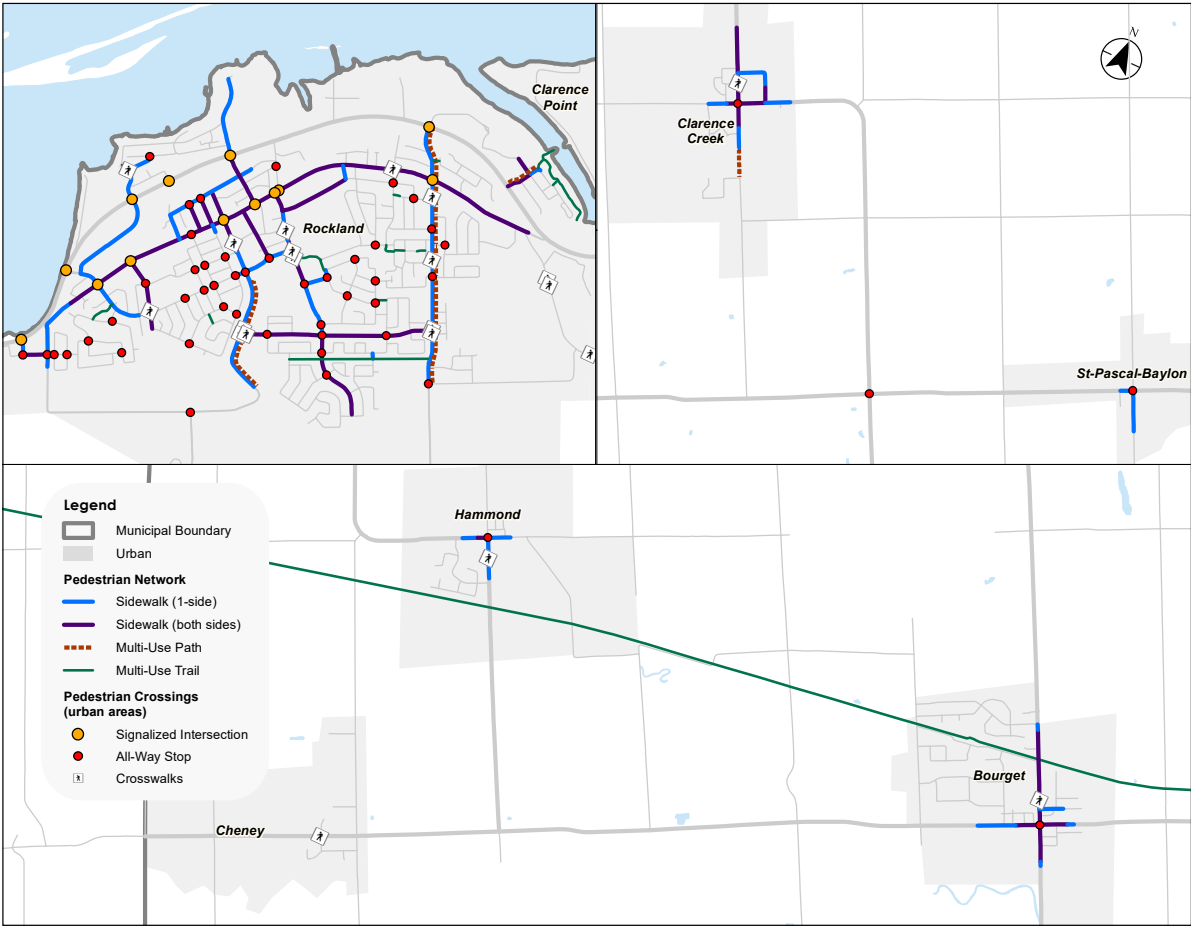 Clarence
Point
Rockland
N
Clarence
Creek
St-Pascal-Baylon
Legend
Municipal Boundary
Urban
Pedestrian Network
Sidewalk (1-side)
Sidewalk (both sides)
Multi-Use Path
Multi-Use Trail
Pedestrian Crossings
(urban areas)
Signalized Intersection
All-Way Stop
Crosswalks
Hammond
Cheney
Bourget